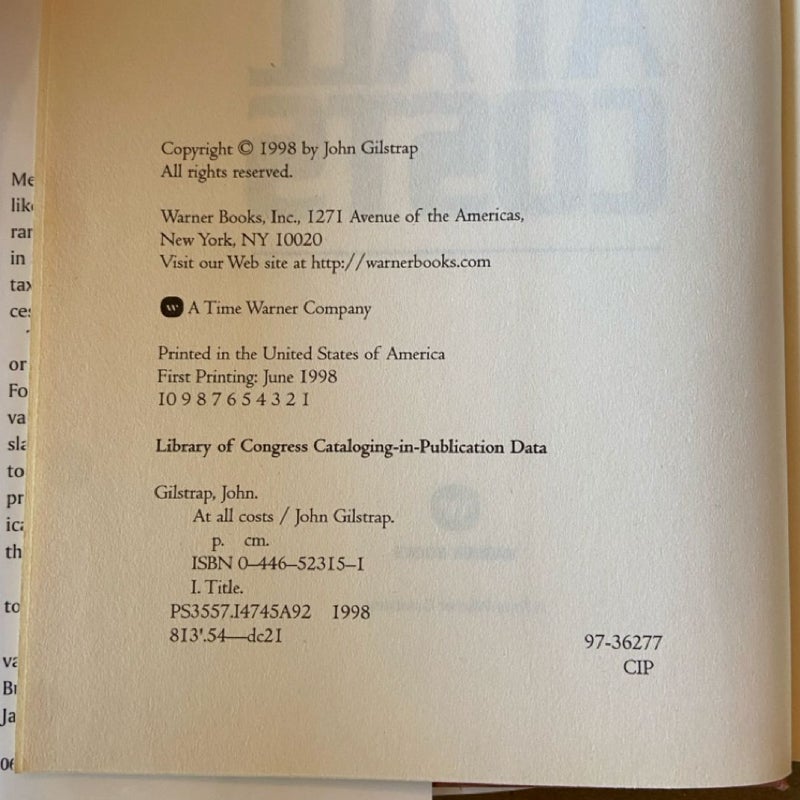 Copyright © 1998 by John Gilstrap
All rights reserved.
Warner Books, Inc., 1271 Avenue of the Americas,
New York, NY 10020
Visit our Web site at http://warnerbooks.com
W A Time Warner Company
Printed in the United States of America
First Printing: June 1998
10 9 8 7 6 5 4 3 2 1
Library of Congress Cataloging-in-Publication Data
Gilstrap, John.
At all costs / John Gilstrap.
p. cm.
ISBN 0–446–52315–1
I. Title.
PS3557.I4745A92 1998
813'.54—dc21
97-36277
CIP